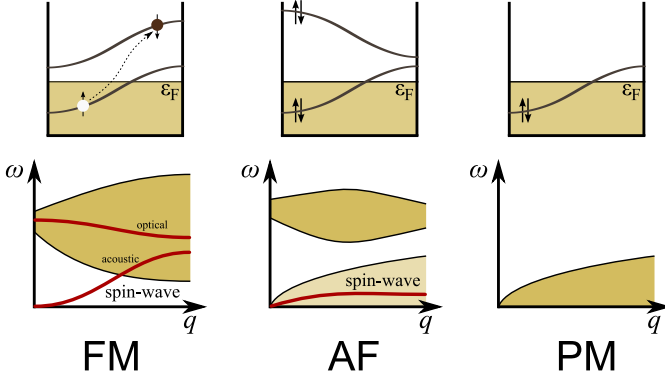 εF
εF
εF
ω
ω
ω
optical
acoustic
spin-wave
spin-wave
q
q
q
FM
AF
PM